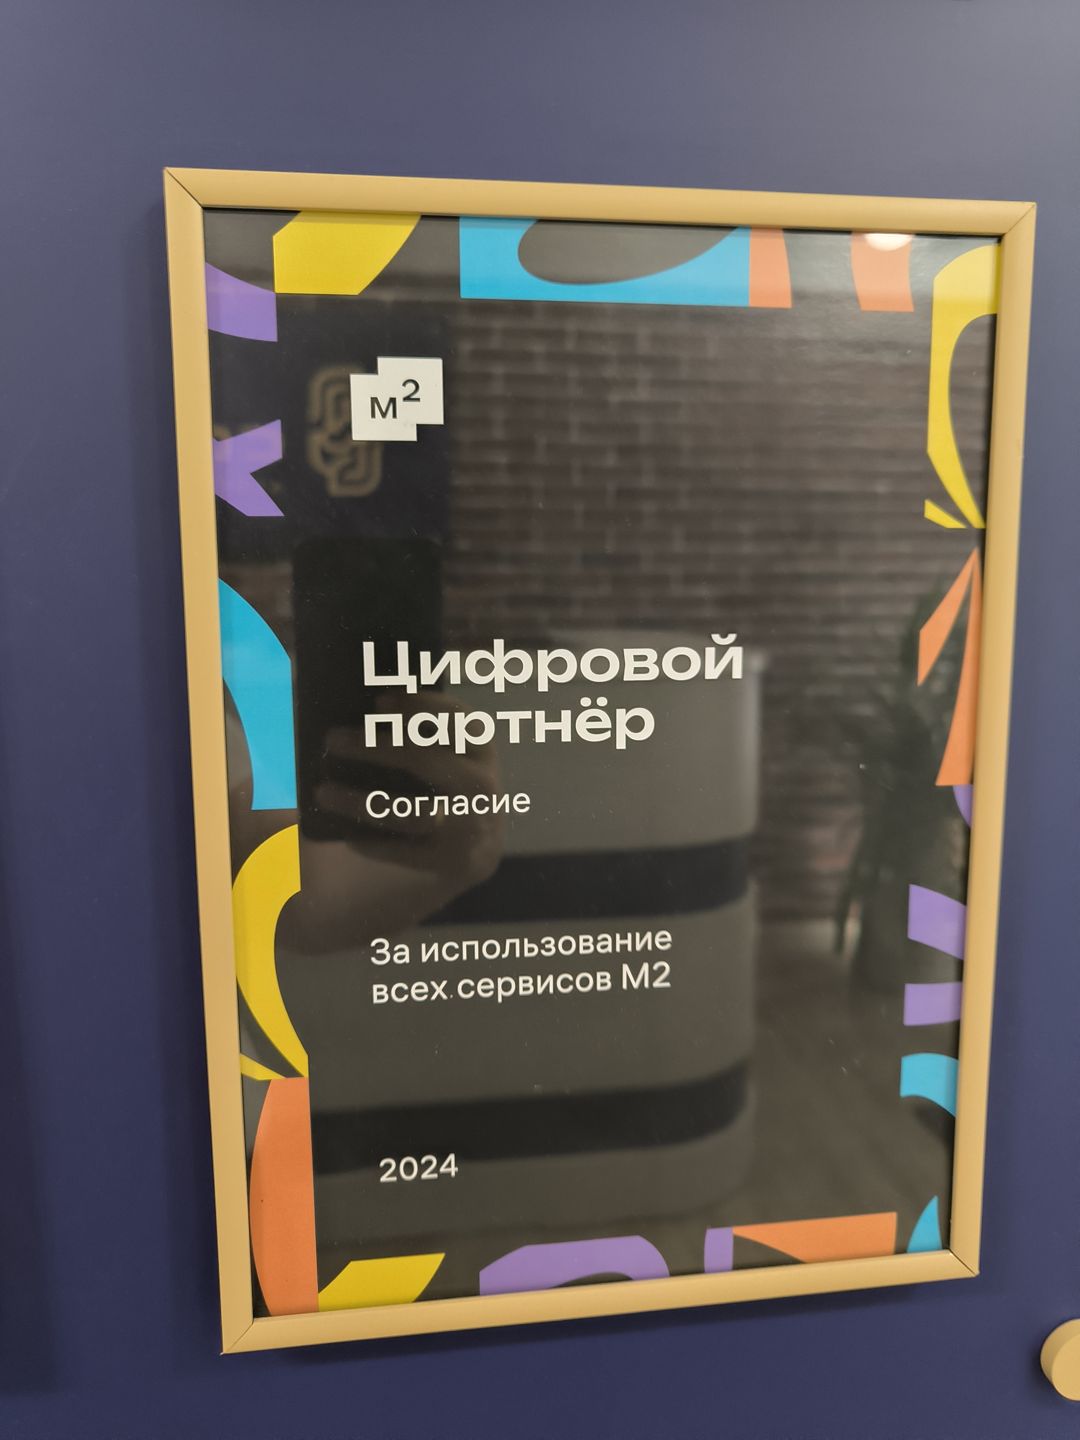 м²
Цифровой
партнёр
Согласие
За использование
всех сервисов М2
2024